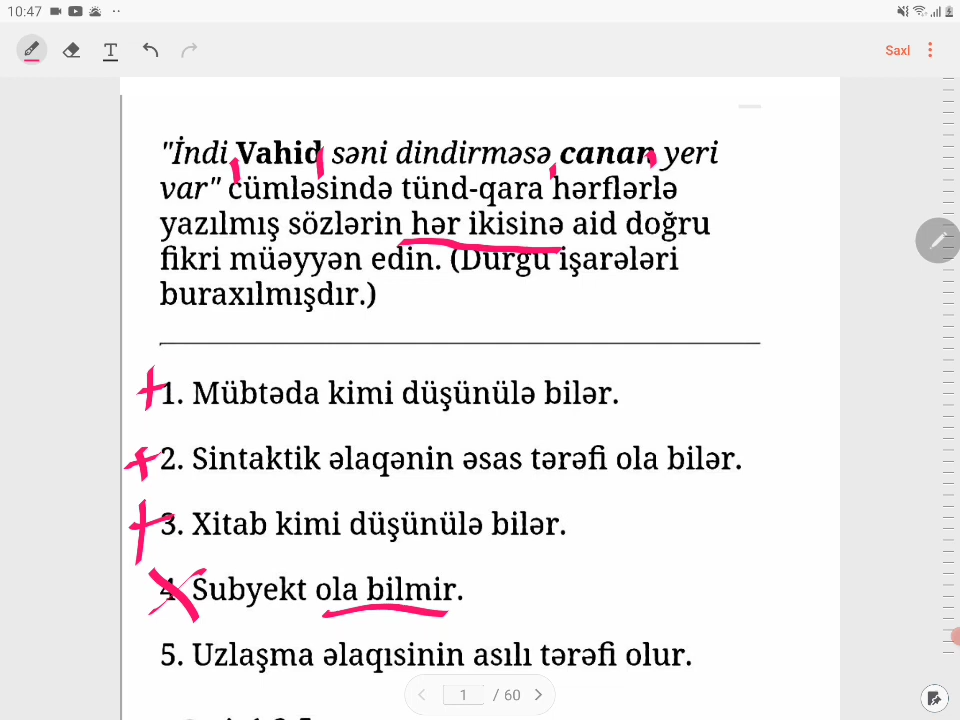 10:47
T
Saxl
"İndi Vahid səni dindirməsə canan yeri
var" cümləsində tünd-qara hərflərlə
yazılmış sözlərin hər ikisinə aid doğru
fikri müəyyən edin. (Durğu işarələri
buraxılmışdır.)
1. Mübtəda kimi düşünülə bilər.
2. Sintaktik əlaqənin əsas tərəfi ola bilər.
3. Xitab kimi düşünülə bilər.
4. Subyekt ola bilmir.
5. Uzlaşma əlaqısinin asılı tərəfi olur.
1 / 60